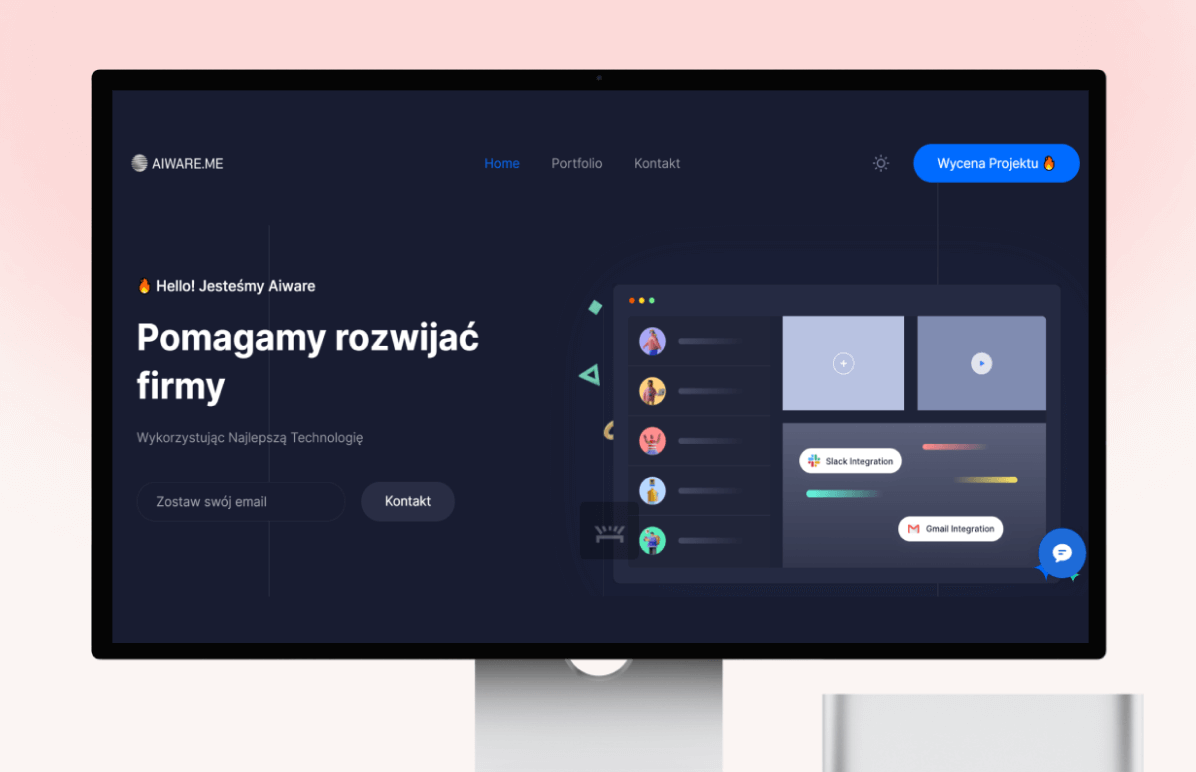 AIWARE.ME
Home
Portfolio
Kontakt
Wycena Projektu 🔥
🔥 Hello! Jesteśmy Aiware
Pomagamy rozwijać
firmy
Wykorzystując Najlepszą Technologię
Zostaw swój email
Kontakt
Slack Integration
Gmail Integration